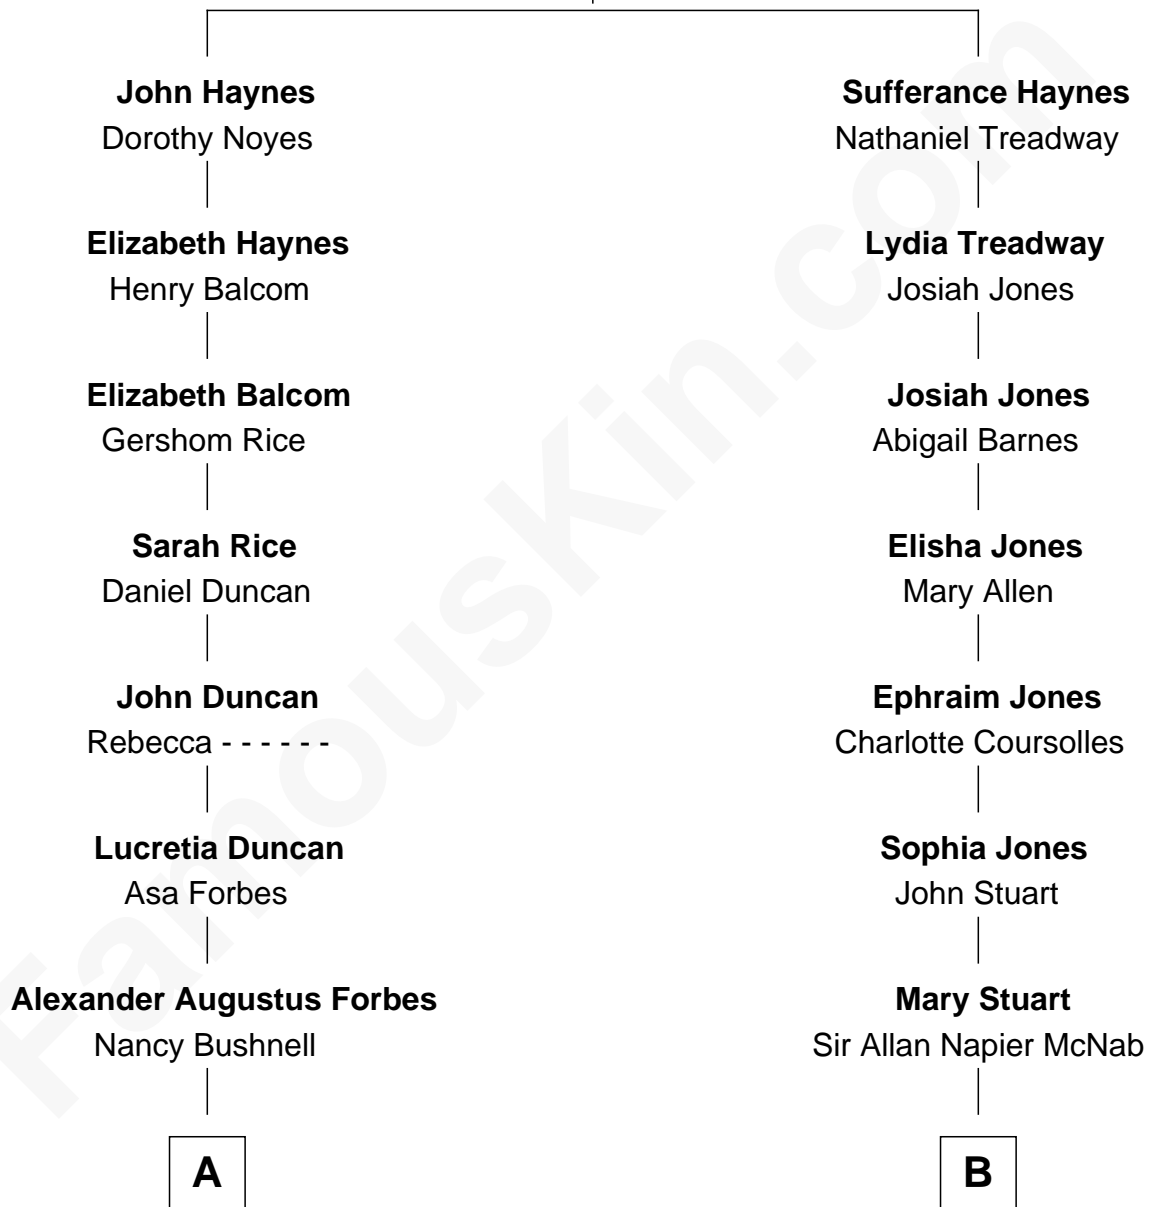 John Haynes
Dorothy Noyes
Elizabeth Haynes
Henry Balcom
Elizabeth Balcom
Gershom Rice
Sarah Rice
Daniel Duncan
John Duncan
Rebecca - - - - - -
Lucretia Duncan
Asa Forbes
Alexander Augustus Forbes
Nancy Bushnell
A
Sufferance Haynes
Nathaniel Treadway
Lydia Treadway
Josiah Jones
Josiah Jones
Abigail Barnes
Elisha Jones
Mary Allen
Ephraim Jones
Charlotte Coursolles
Sophia Jones
John Stuart
Mary Stuart
Sir Allan Napier McNab
B
FamousKin.com